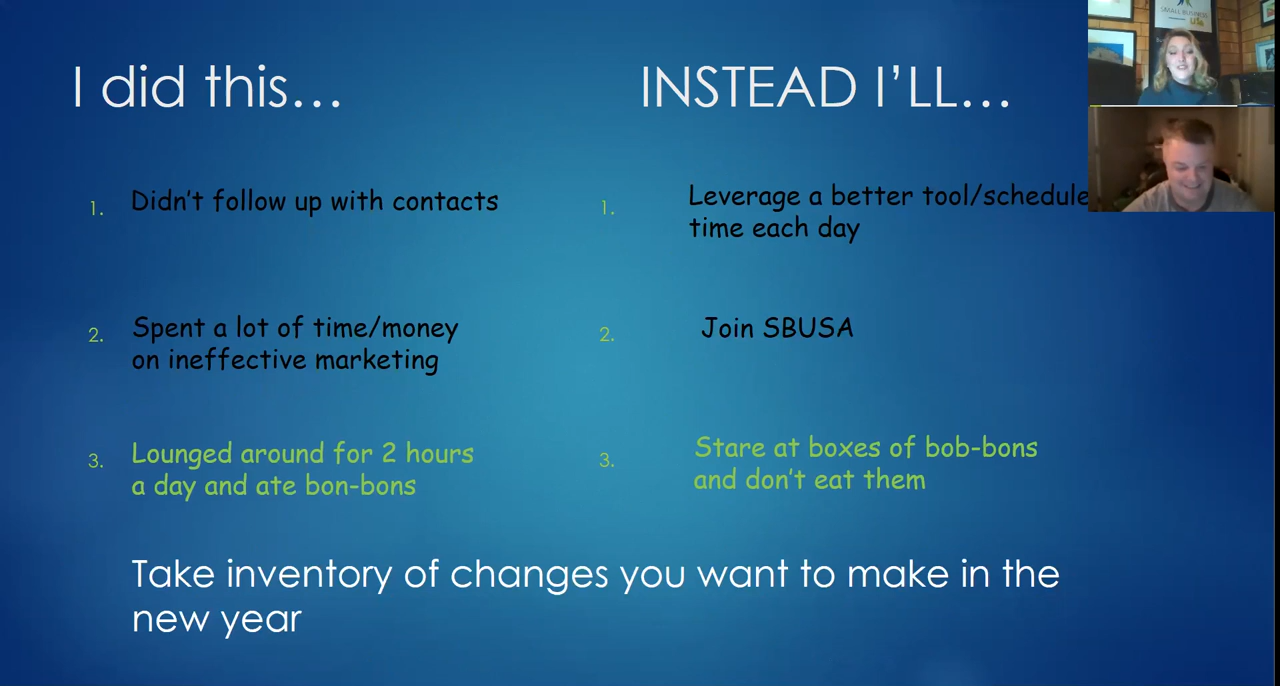 I did this…
INSTEAD I’LL…
1. Didn’t follow up with contacts
1. Leverage a better tool/schedule
time each day
2. Spent a lot of time/money
on ineffective marketing
2. Join SBUSA
3. Lounged around for 2 hours
a day and ate bon-bons
3. Stare at boxes of bob-bons
and don’t eat them
Take inventory of changes you want to make in the
new year
SMALL BUSINESS
USA